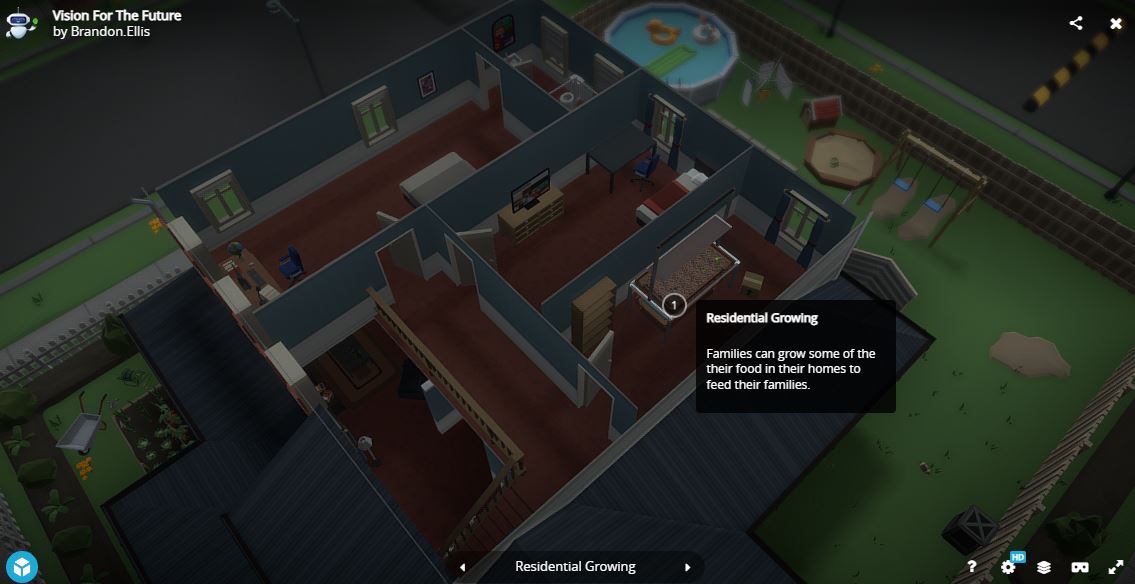 Vision For The Future
by Brandon.Ellis
1
Residential Growing
Families can grow some of the
their food in their homes to
feed their families.
Residential Growing
?
HD